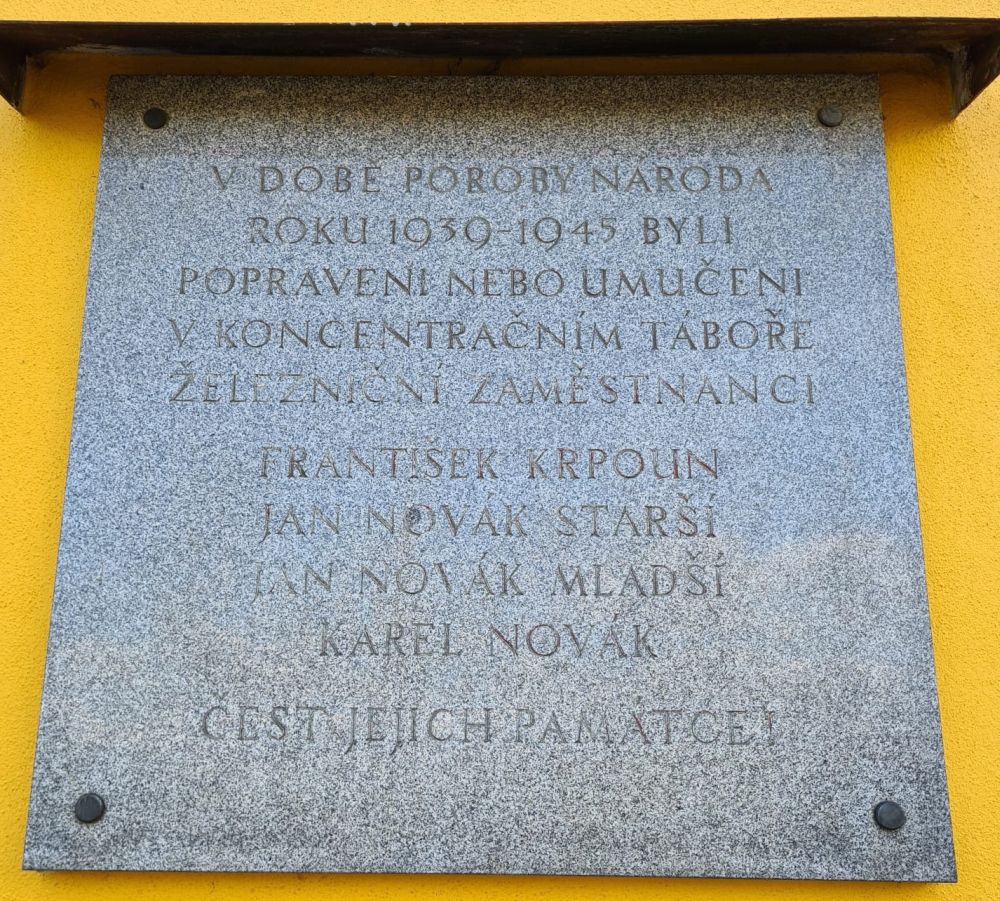 V DOBĚ POROBY NÁRODA
ROKU 1939-1945 BYLI
POPRAVENI NEBO UMUČENI
V KONCENTRAČNÍM TÁBOŘE
ŽELEZNIČNÍ ZAMĚSTNANCI
FRANTIŠEK KRPOUN
JAN NOVÁK STARŠÍ
JAN NOVÁK MLADŠÍ
KAREL NOVÁK
ČEST JEJICH PAMÁTCE!